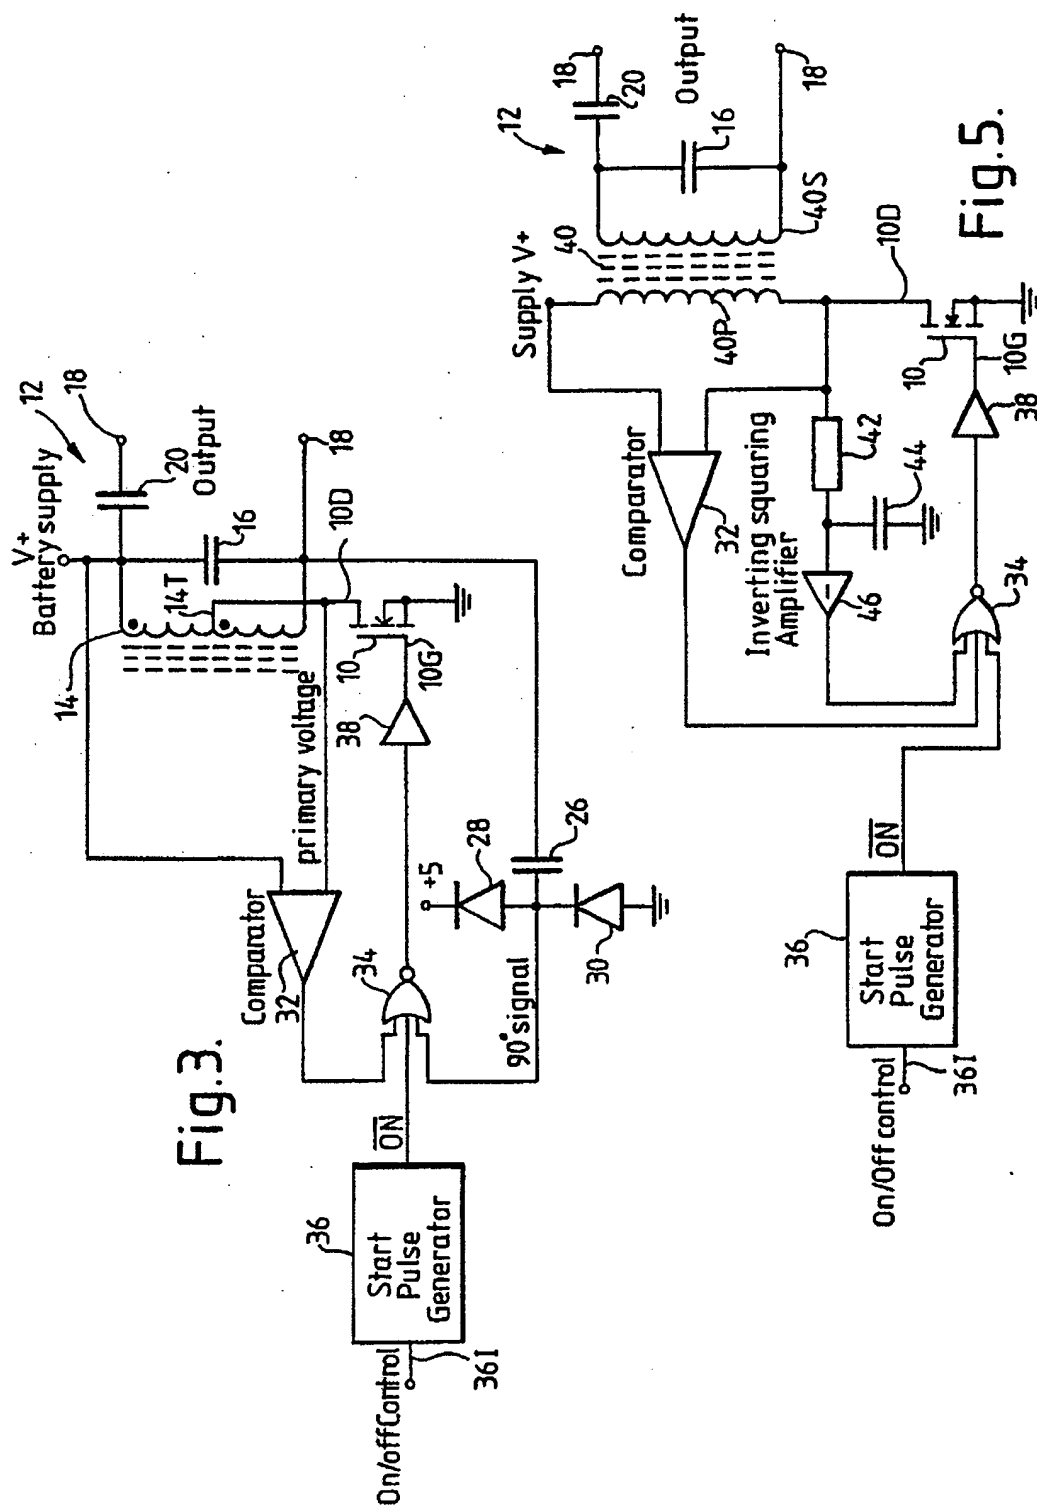 Fig.3.
V+
Battery supply
12
18
20
Output
16
18
14
14T
10D
10
10G
38
primary voltage
Comparator
32
34
+5
28
26
30
90° signal
ON
36
Start
Pulse
Generator
On/offControl
36I
Fig.5.
12
18
20
Output
16
18
Supply V+
40
40S
40P
10D
10
10G
38
Comparator
32
Inverting squaring
Amplifier
42
44
46
34
ON
36
Start
Pulse
Generator
On/Off control
36I